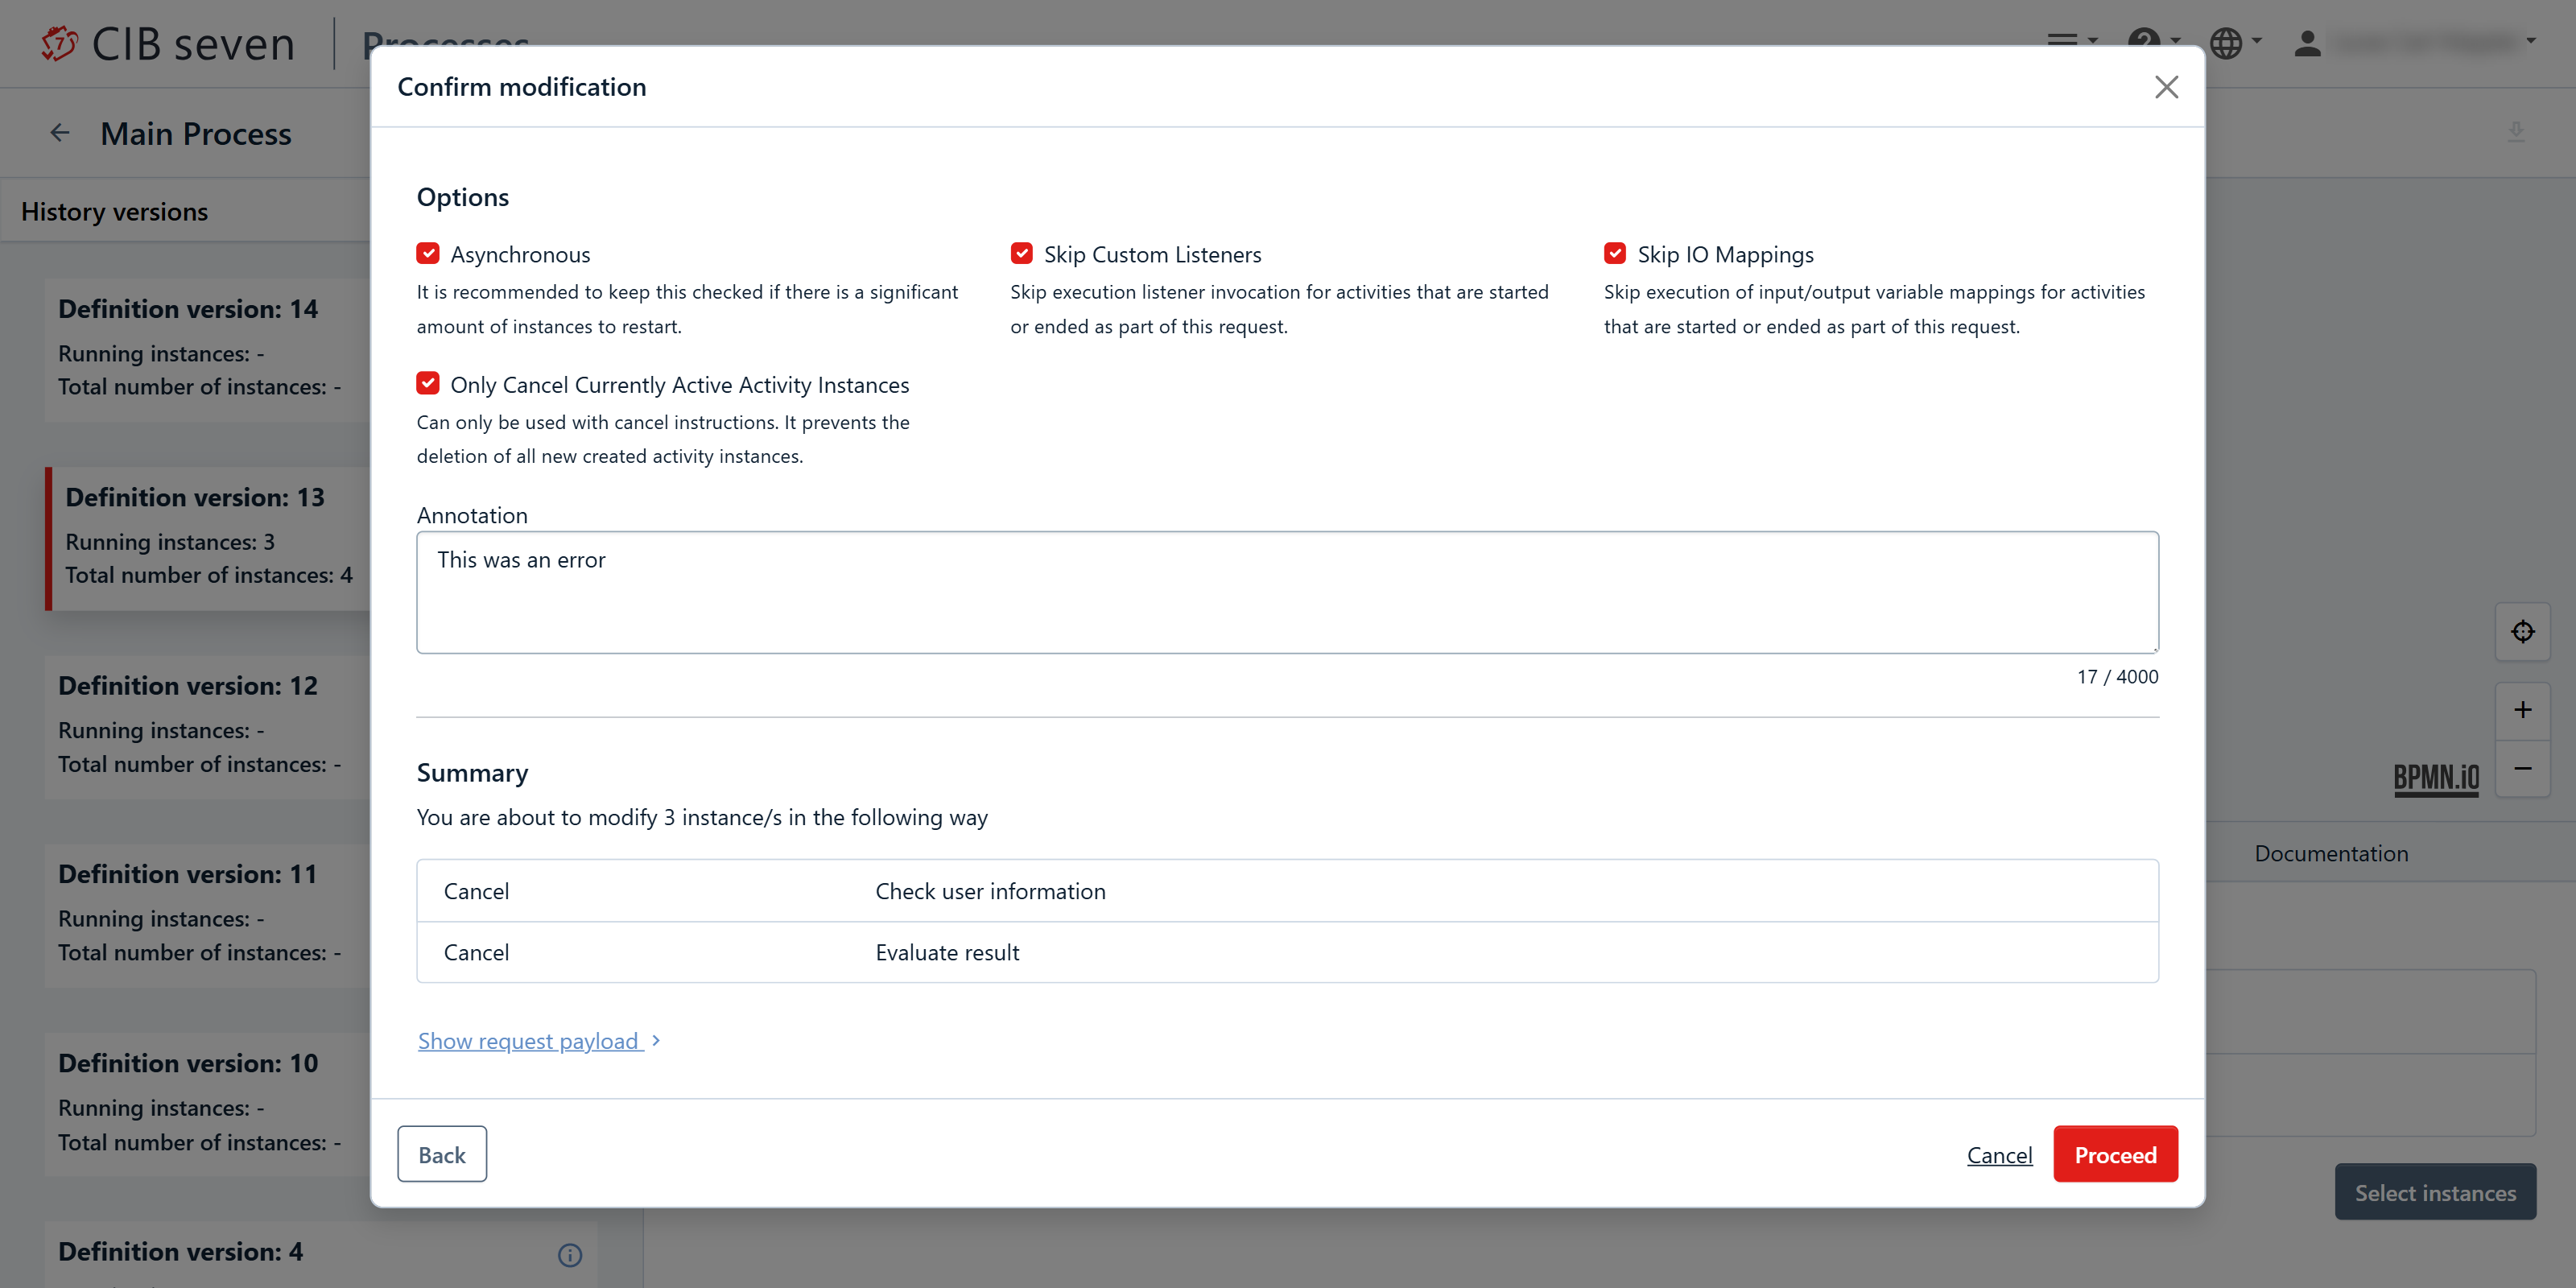 CIB seven
Processes
Main Process
History versions
Definition version: 14
Running instances: -
Total number of instances: -
Definition version: 13
Running instances: 3
Total number of instances: 4
Definition version: 12
Running instances: -
Total number of instances: -
Definition version: 11
Running instances: -
Total number of instances: -
Definition version: 10
Running instances: -
Total number of instances: -
Definition version: 4
Confirm modification
Options
Asynchronous
It is recommended to keep this checked if there is a significant
amount of instances to restart.
Skip Custom Listeners
Skip execution listener invocation for activities that are started
or ended as part of this request.
Skip IO Mappings
Skip execution of input/output variable mappings for activities
that are started or ended as part of this request.
Only Cancel Currently Active Activity Instances
Can only be used with cancel instructions. It prevents the
deletion of all new created activity instances.
Annotation
This was an error
17 / 4000
Summary
You are about to modify 3 instance/s in the following way
Cancel Check user information
Cancel Evaluate result
Show request payload
Back
Cancel
Proceed
BPMN.iO
Documentation
Select instances